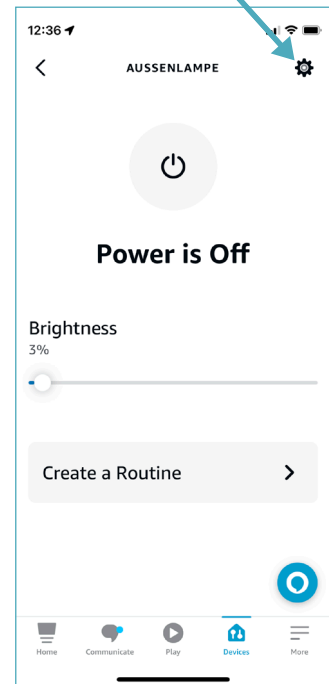 12:36
AUSSENLAMPE
Power is Off
Brightness
3%
Create a Routine
Home Communicate Play Devices More